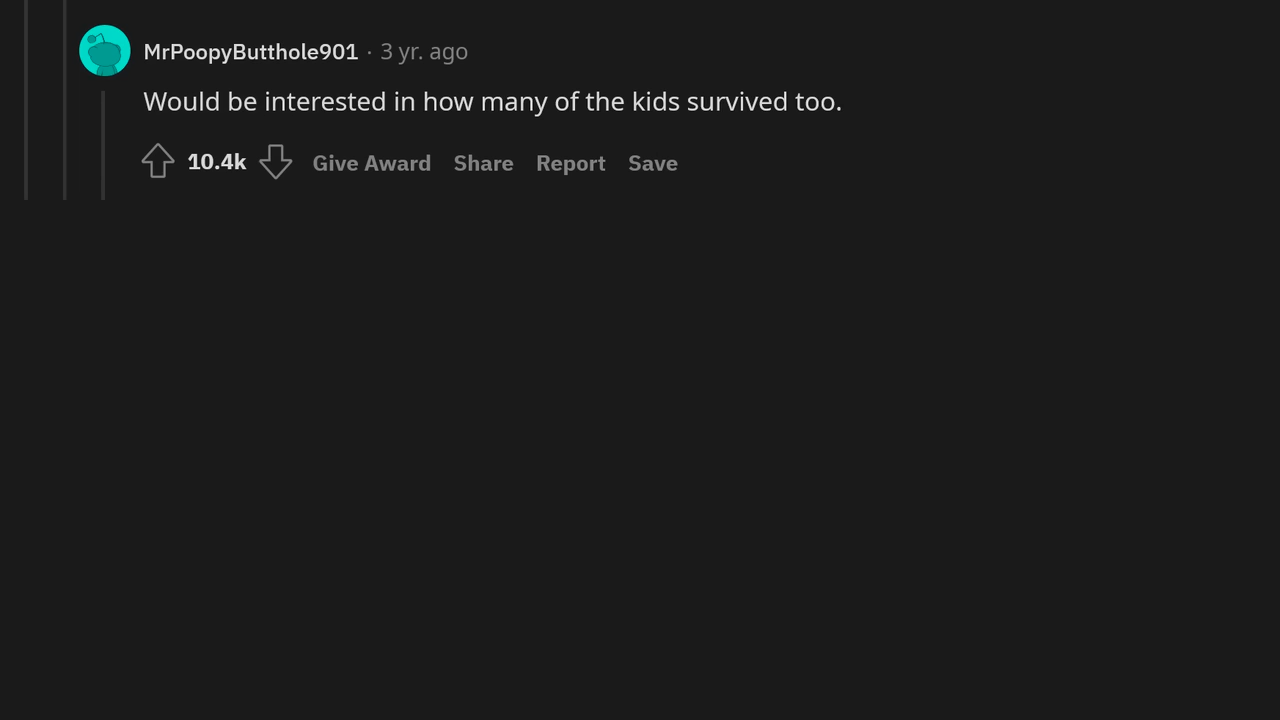 MrPoopyButthole901 · 3 yr. ago
Would be interested in how many of the kids survived too.
10.4k Give Award Share Report Save